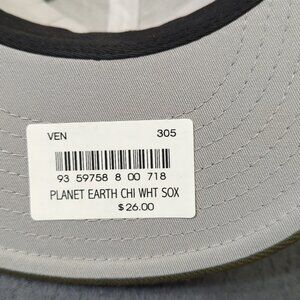 VEN 305
93 59758 8 00 718
PLANET EARTH CHI WHT SOX
$26.00